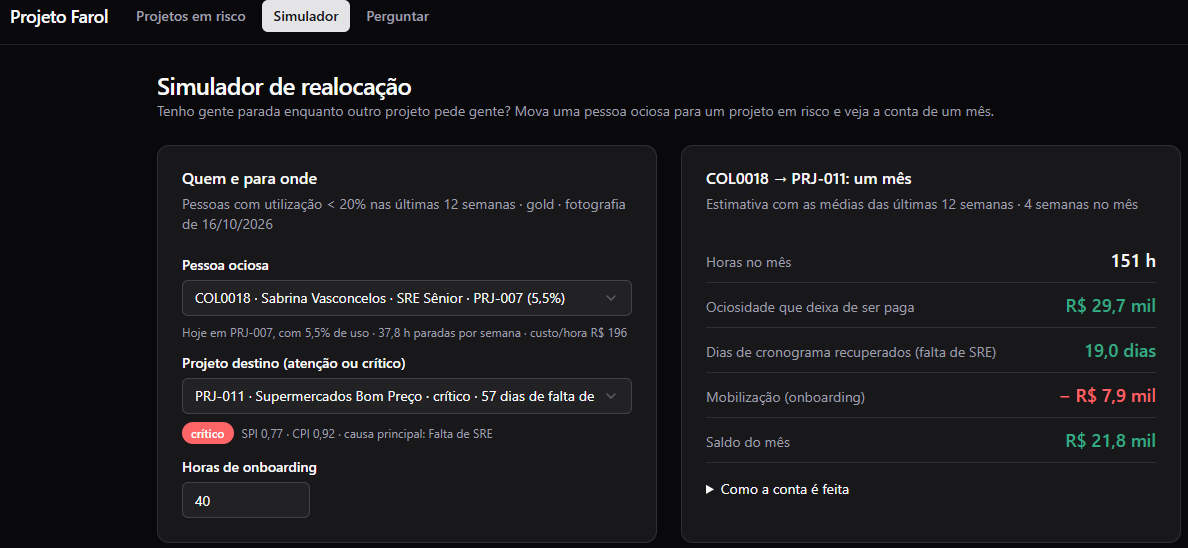 Projeto Farol
Projetos em risco
Simulador
Perguntar
Simulador de realocação
Tenho gente parada enquanto outro projeto pede gente? Mova uma pessoa ociosa para um projeto em risco e veja a conta de um mês.
Quem e para onde
Pessoas com utilização < 20% nas últimas 12 semanas · gold · fotografia
de 16/10/2026
Pessoa ociosa
COL0018 · Sabrina Vasconcelos · SRE Sênior · PRJ-007 (5,5%)
Hoje em PRJ-007, com 5,5% de uso · 37,8 h paradas por semana · custo/hora R$ 196
Projeto destino (atenção ou crítico)
PRJ-011 · Supermercados Bom Preço · crítico · 57 dias de falta de
crítico
SPI 0,77 · CPI 0,92 · causa principal: Falta de SRE
Horas de onboarding
40
COL0018 → PRJ-011: um mês
Estimativa com as médias das últimas 12 semanas · 4 semanas no mês
Horas no mês
151 h
Ociosidade que deixa de ser paga
R$ 29,7 mil
Dias de cronograma recuperados (falta de SRE)
19,0 dias
Mobilização (onboarding)
− R$ 7,9 mil
Saldo do mês
R$ 21,8 mil
Como a conta é feita